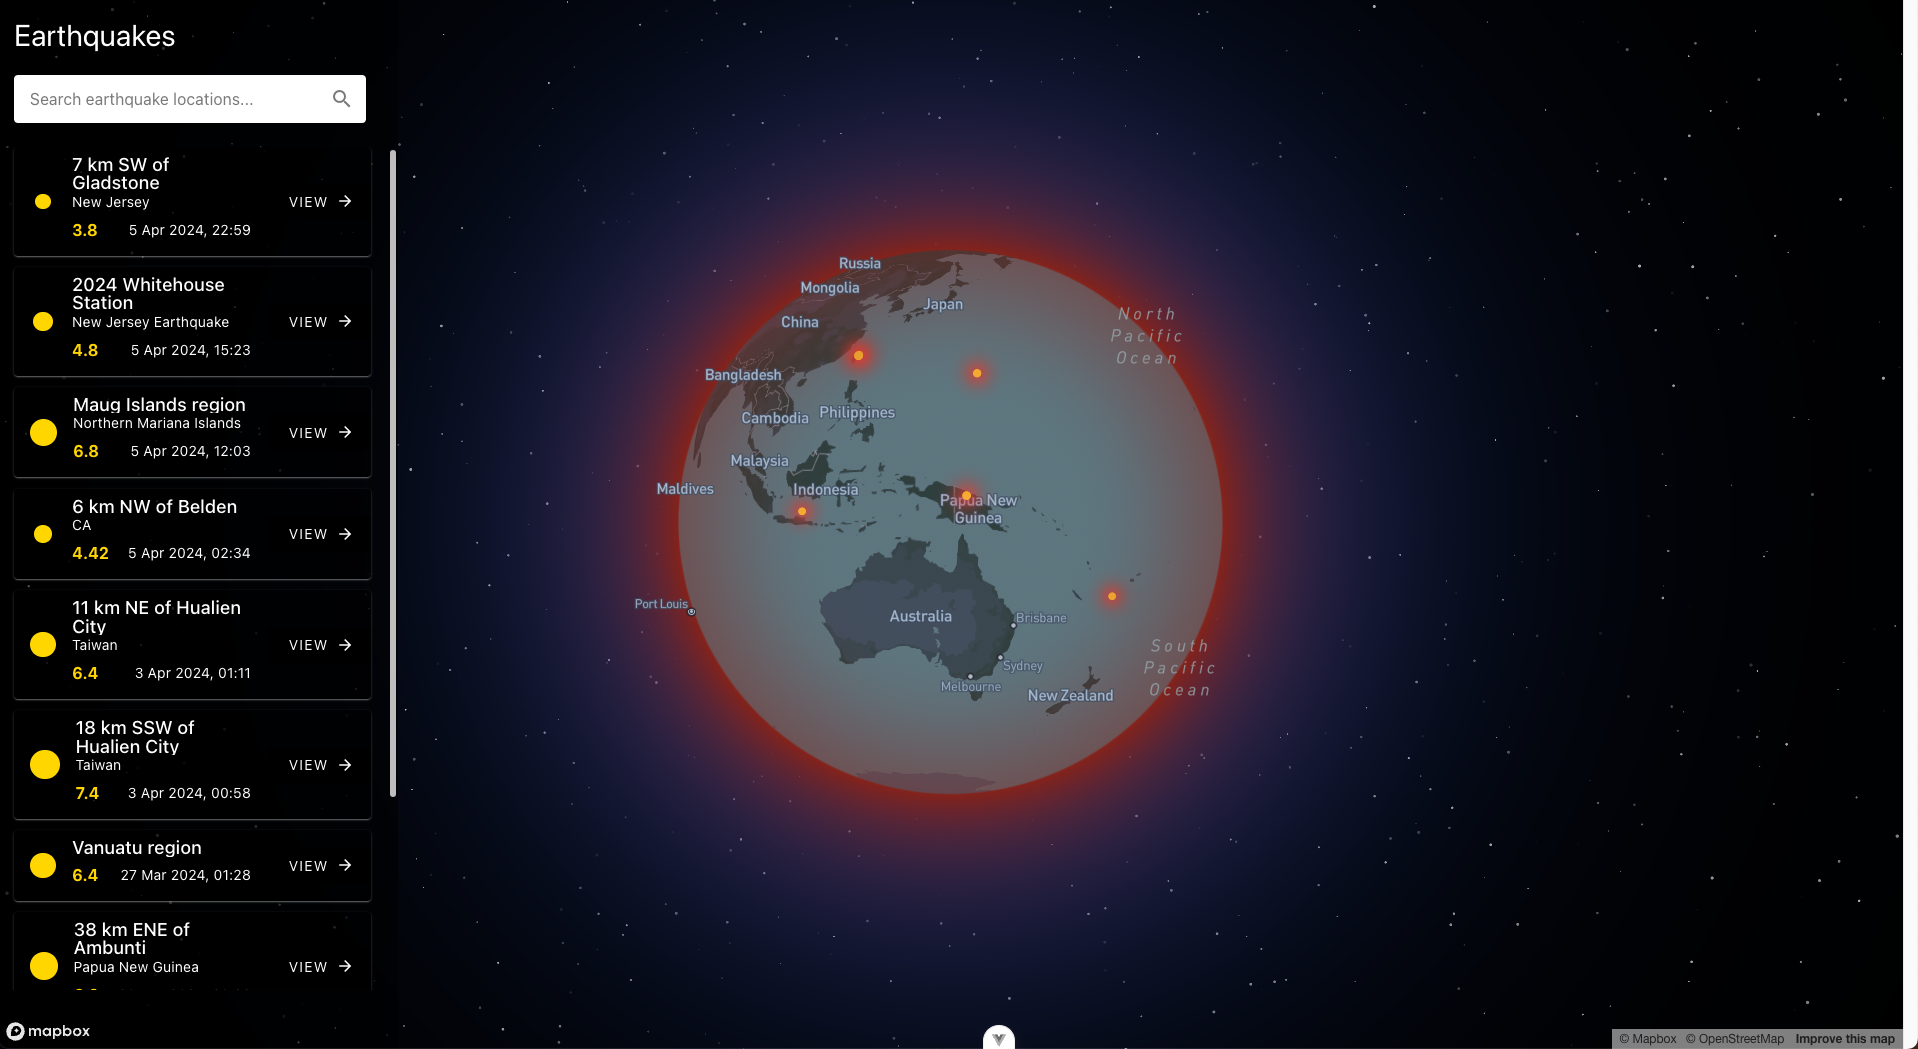 Earthquakes
Search earthquake locations...
7 km SW of
Gladstone
New Jersey
VIEW
3.8 5 Apr 2024, 22:59
2024 Whitehouse
Station
New Jersey Earthquake
VIEW
4.8 5 Apr 2024, 15:23
Maug Islands region
Northern Mariana Islands
VIEW
6.8 5 Apr 2024, 12:03
6 km NW of Belden
CA
VIEW
4.42 5 Apr 2024, 02:34
11 km NE of Hualien
City
Taiwan
VIEW
6.4 3 Apr 2024, 01:11
18 km SSW of
Hualien City
Taiwan
VIEW
7.4 3 Apr 2024, 00:58
Vanuatu region
VIEW
6.4 27 Mar 2024, 01:28
38 km ENE of
Ambunti
Papua New Guinea
VIEW
mapbox
Russia
Mongolia
Japan
China
North
Pacific
Ocean
Bangladesh
Cambodia
Philippines
Malaysia
Maldives
Indonesia
Papua New
Guinea
Port Louis
Australia
Brisbane
Sydney
Melbourne
New Zealand
South
Pacific
Ocean
© Mapbox © OpenStreetMap Improve this map